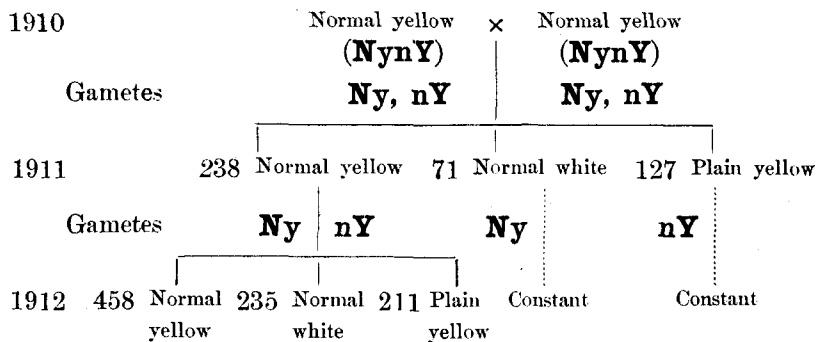 1910 Normal yellow × Normal yellow
(NynY) (NynY)
Gametes Ny, nY Ny, nY
1911 238 Normal yellow 71 Normal white 127 Plain yellow
Gametes Ny nY Ny nY
1912 458 Normal 235 Normal 211 Plain Constant Constant
yellow white yellow